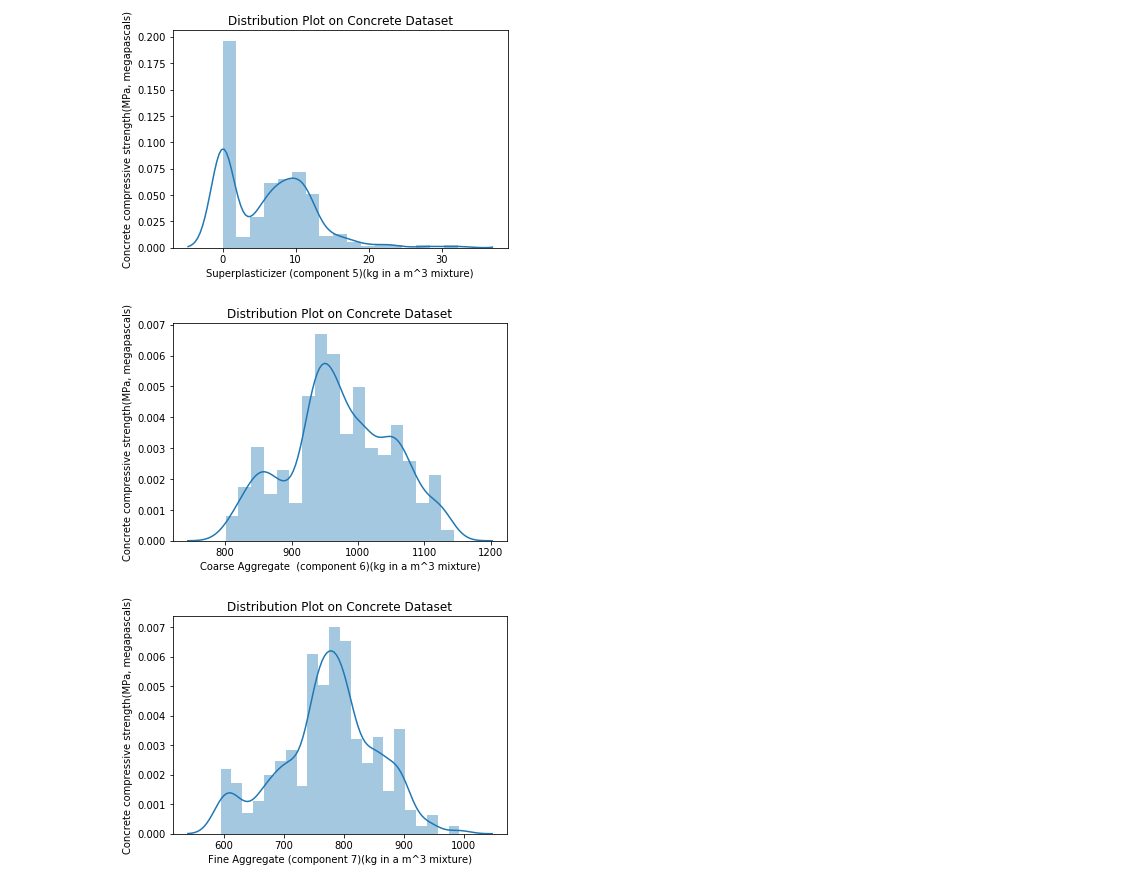 Distribution Plot on Concrete Dataset
Concrete compressive strength(MPa, megapascals)
0.200
0.175
0.150
0.125
0.100
0.075
0.050
0.025
0.000
0 10 20 30
Superplasticizer (component 5)(kg in a m^3 mixture)
Distribution Plot on Concrete Dataset
Concrete compressive strength(MPa, megapascals)
0.007
0.006
0.005
0.004
0.003
0.002
0.001
0.000
800 900 1000 1100 1200
Coarse Aggregate  (component 6)(kg in a m^3 mixture)
Distribution Plot on Concrete Dataset
Concrete compressive strength(MPa, megapascals)
0.007
0.006
0.005
0.004
0.003
0.002
0.001
0.000
600 700 800 900 1000
Fine Aggregate (component 7)(kg in a m^3 mixture)